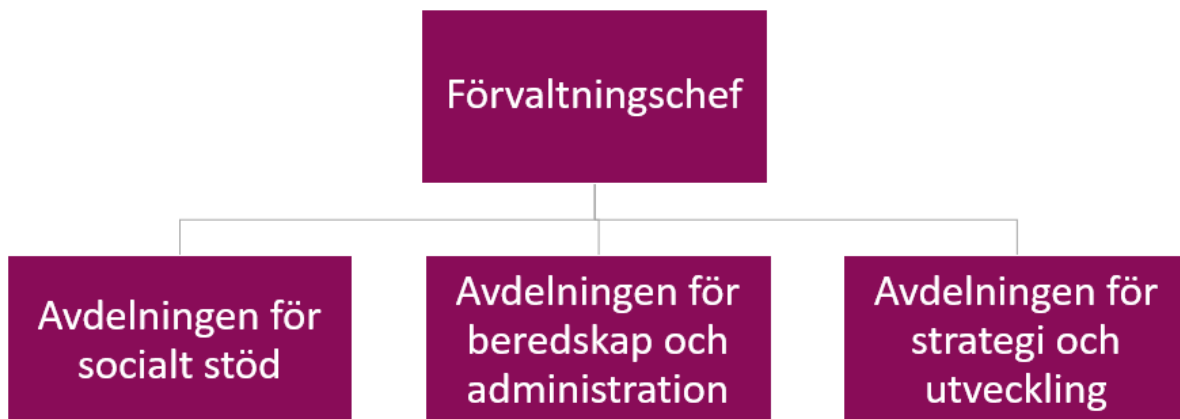 Förvaltningschef
Avdelningen för
socialt stöd
Avdelningen för
beredskap och
administration
Avdelningen för
strategi och
utveckling